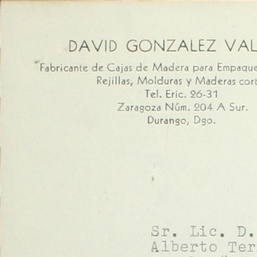 DAVID GONZALEZ VAL
Fabricante de Cajas de Madera para Empaque
Rejillas, Molduras y Maderas cor
Tel. Eric. 26-31
Zaragoza Núm. 204 A Sur.
Durango, Dgo.
Sr. Lic. D.
Alberto Ter